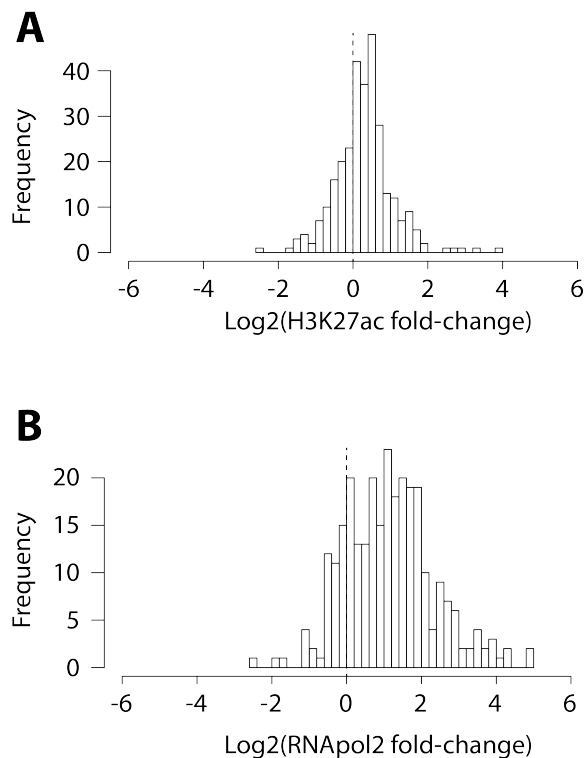 A
Frequency
40
30
20
10
0
-6 -4 -2 0 2 4 6
Log2(H3K27ac fold-change)
B
Frequency
20
15
10
5
0
-6 -4 -2 0 2 4 6
Log2(RNApol2 fold-change)